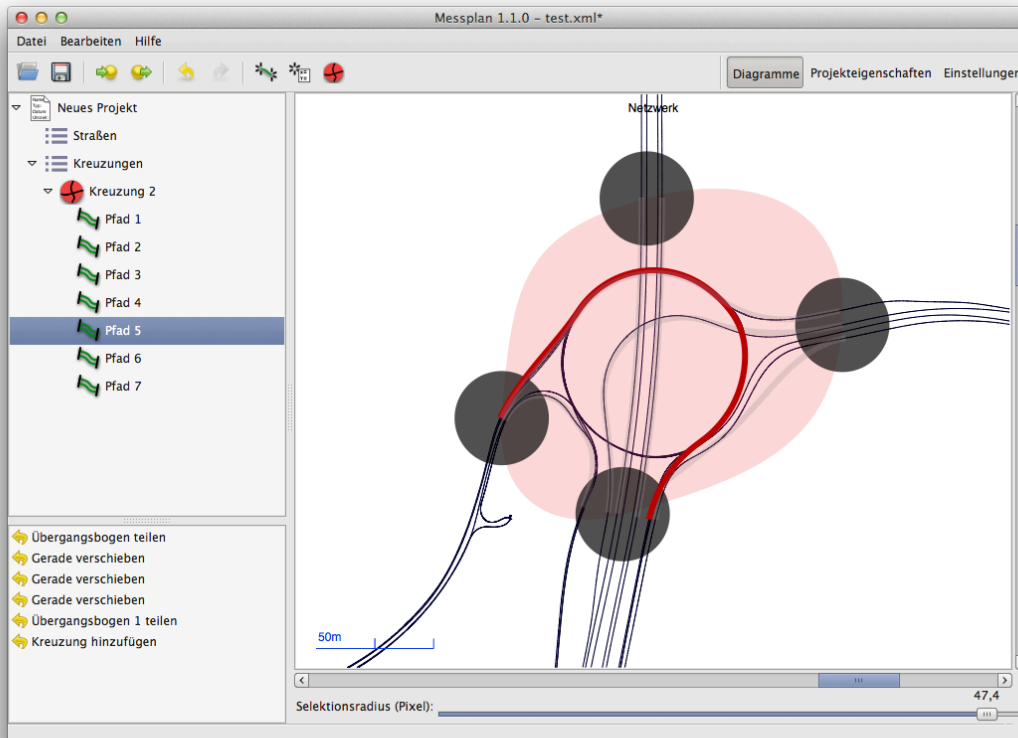 Messplan 1.1.0 – test.xml*
Datei Bearbeiten Hilfe
Diagramme Projekteigenschaften Einstellunger
Neues Projekt
Straßen
Kreuzungen
Kreuzung 2
Pfad 1
Pfad 2
Pfad 3
Pfad 4
Pfad 5
Pfad 6
Pfad 7
Netzwerk
50m
Übergangsbogen teilen
Gerade verschieben
Gerade verschieben
Gerade verschieben
Übergangsbogen 1 teilen
Kreuzung hinzufügen
47,4
Selektionsradius (Pixel):